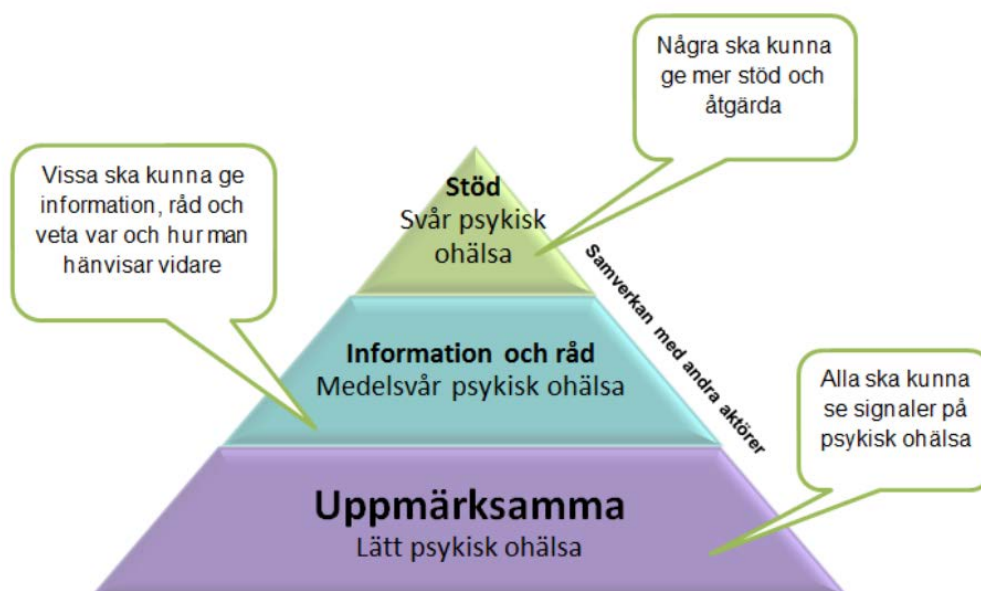 Några ska kunna
ge mer stöd och
åtgärda
Vissa ska kunna ge
information, råd och
veta var och hur man
hänvisar vidare
Stöd
Svår psykisk
ohälsa
Samverkan med andra aktörer
Information och råd
Medelsvår psykisk ohälsa
Alla ska kunna
se signaler på
psykisk ohälsa
Uppmärksamma
Lätt psykisk ohälsa